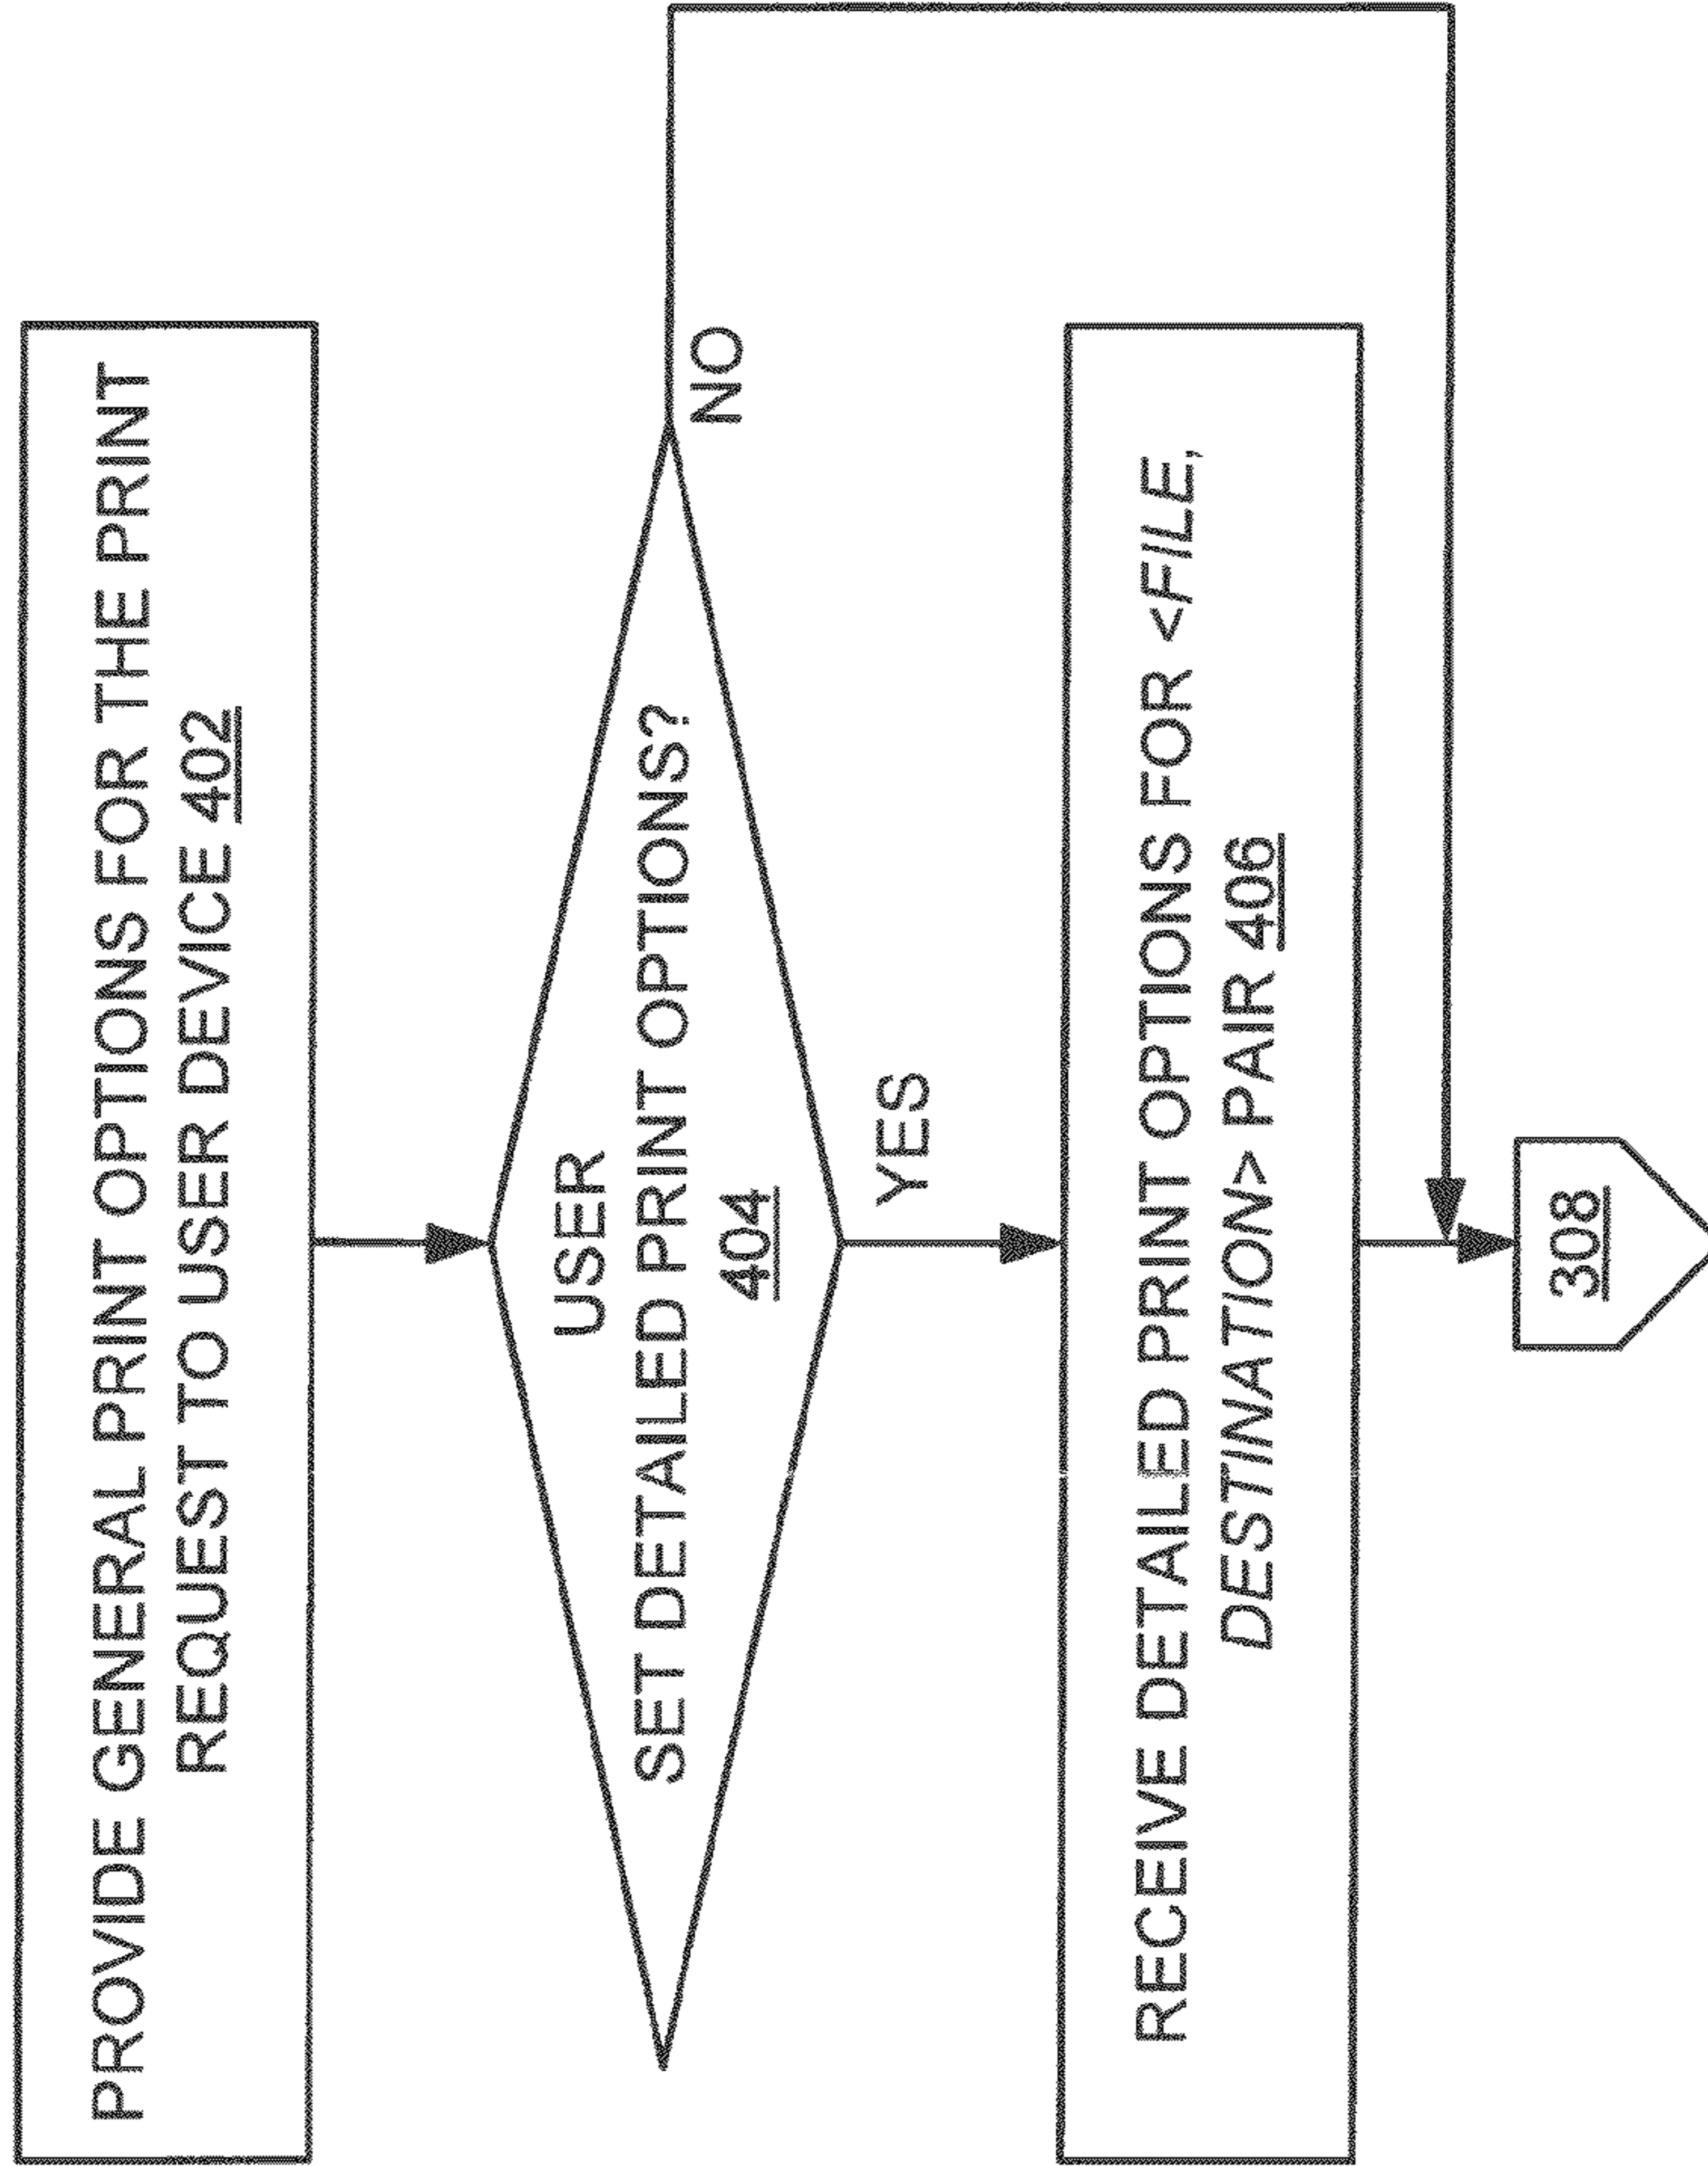 PROVIDE GENERAL PRINT OPTIONS FOR THE PRINT
REQUEST TO USER DEVICE 402
USER
SET DETAILED PRINT OPTIONS?
404
NO
YES
RECEIVE DETAILED PRINT OPTIONS FOR <FILE,
DESTINATION> PAIR 406
308